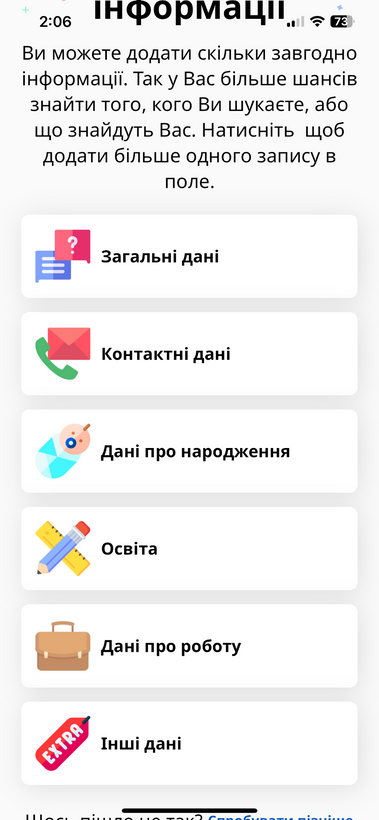 інформації
2:06
73
Ви можете додати скільки завгодно
інформації. Так у Вас більше шансів
знайти того, кого Ви шукаєте, або
що знайдуть Вас. Натисніть  щоб
додати більше одного запису в
поле.
Загальні дані
Контактні дані
Дані про народження
Освіта
Дані про роботу
EXTRA
Інші дані
Щось пішло не так? Спробувати пізніше